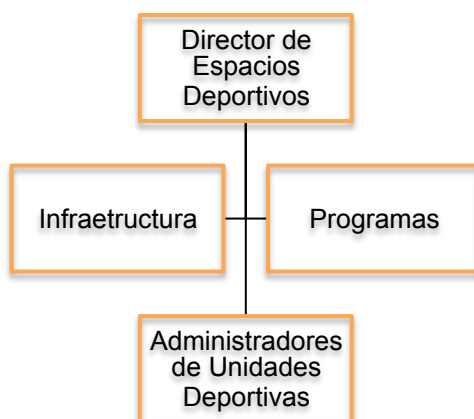 Director de
Espacios
Deportivos
Infraetructura
Programas
Administradores
de Unidades
Deportivas